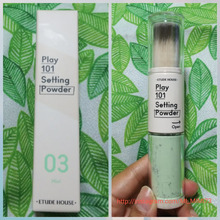 Play
101
Setting
Powder
03
ETUDE HOUSE
ETUDE HOUSE
Play
101
Setting
Powder
Open